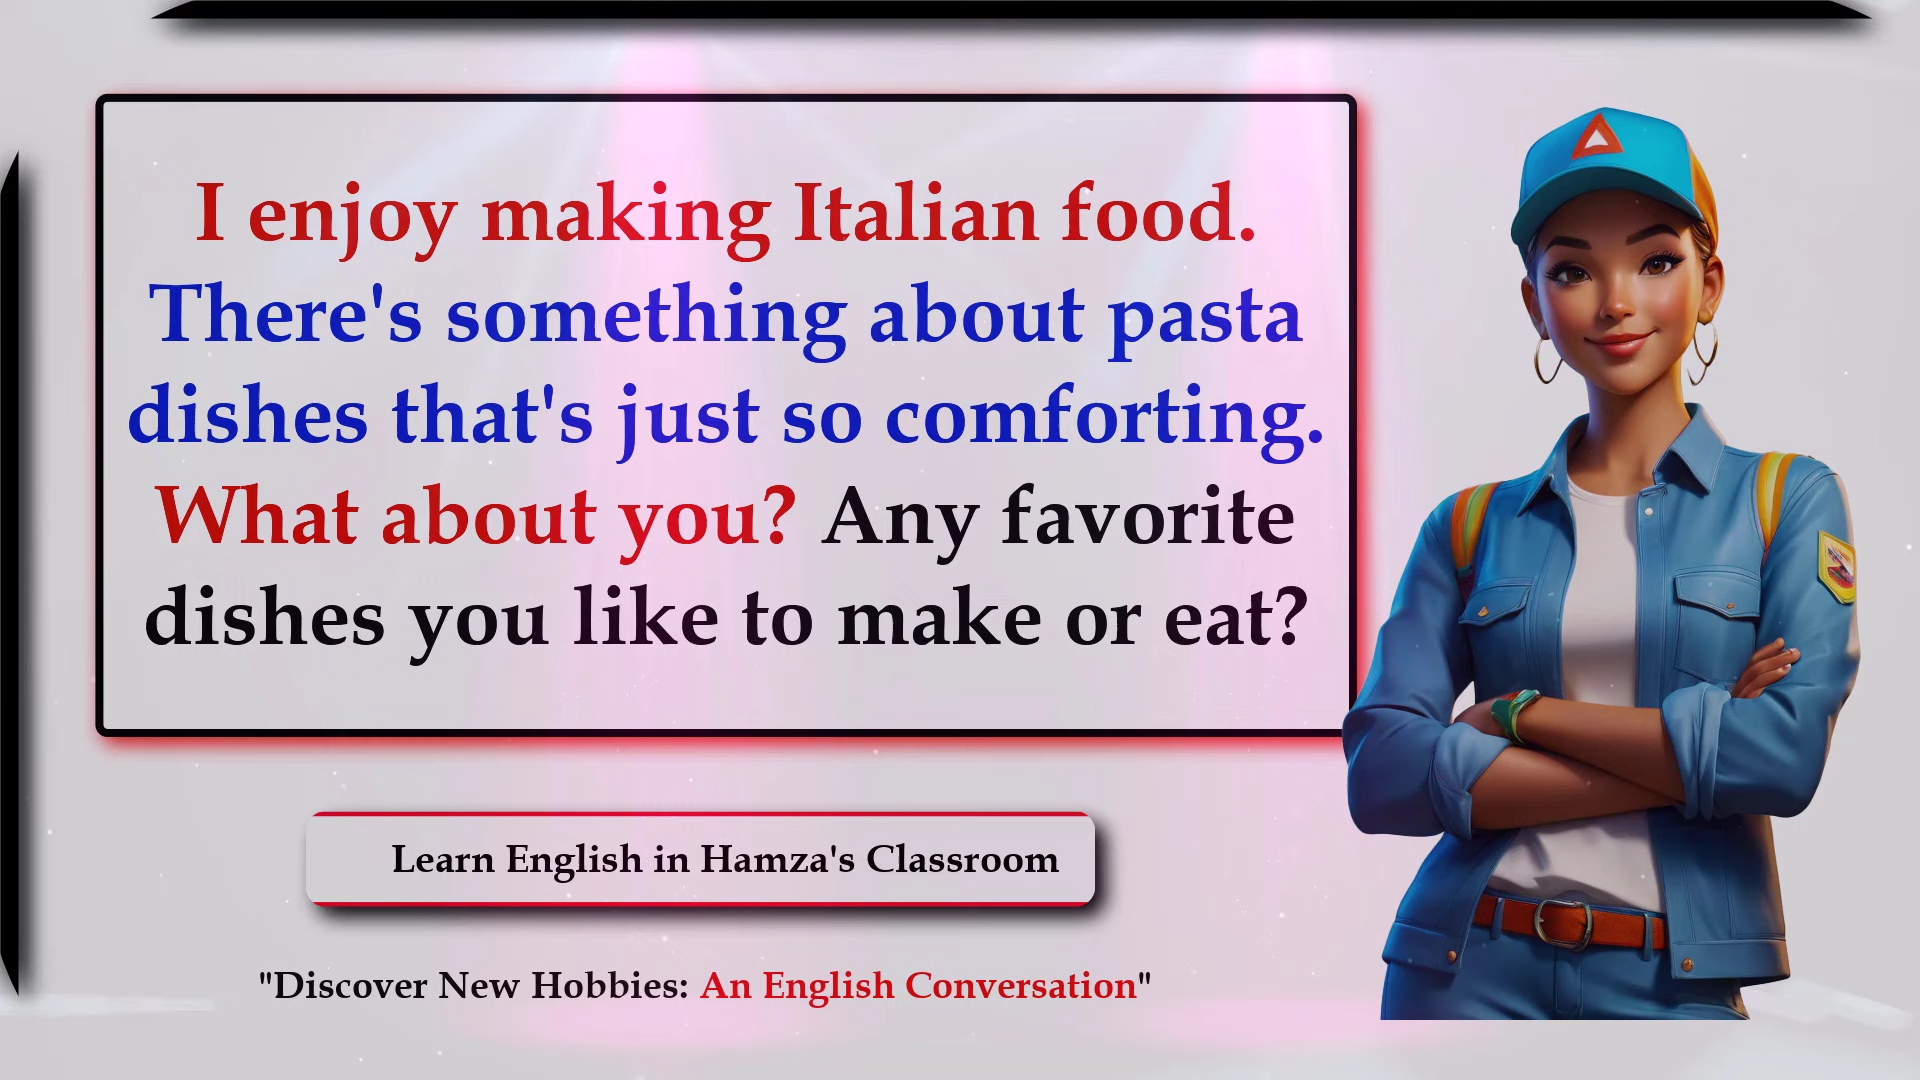 I enjoy making Italian food.
There's something about pasta
dishes that's just so comforting.
What about you? Any favorite
dishes you like to make or eat?
Learn English in Hamza's Classroom
"Discover New Hobbies: An English Conversation"